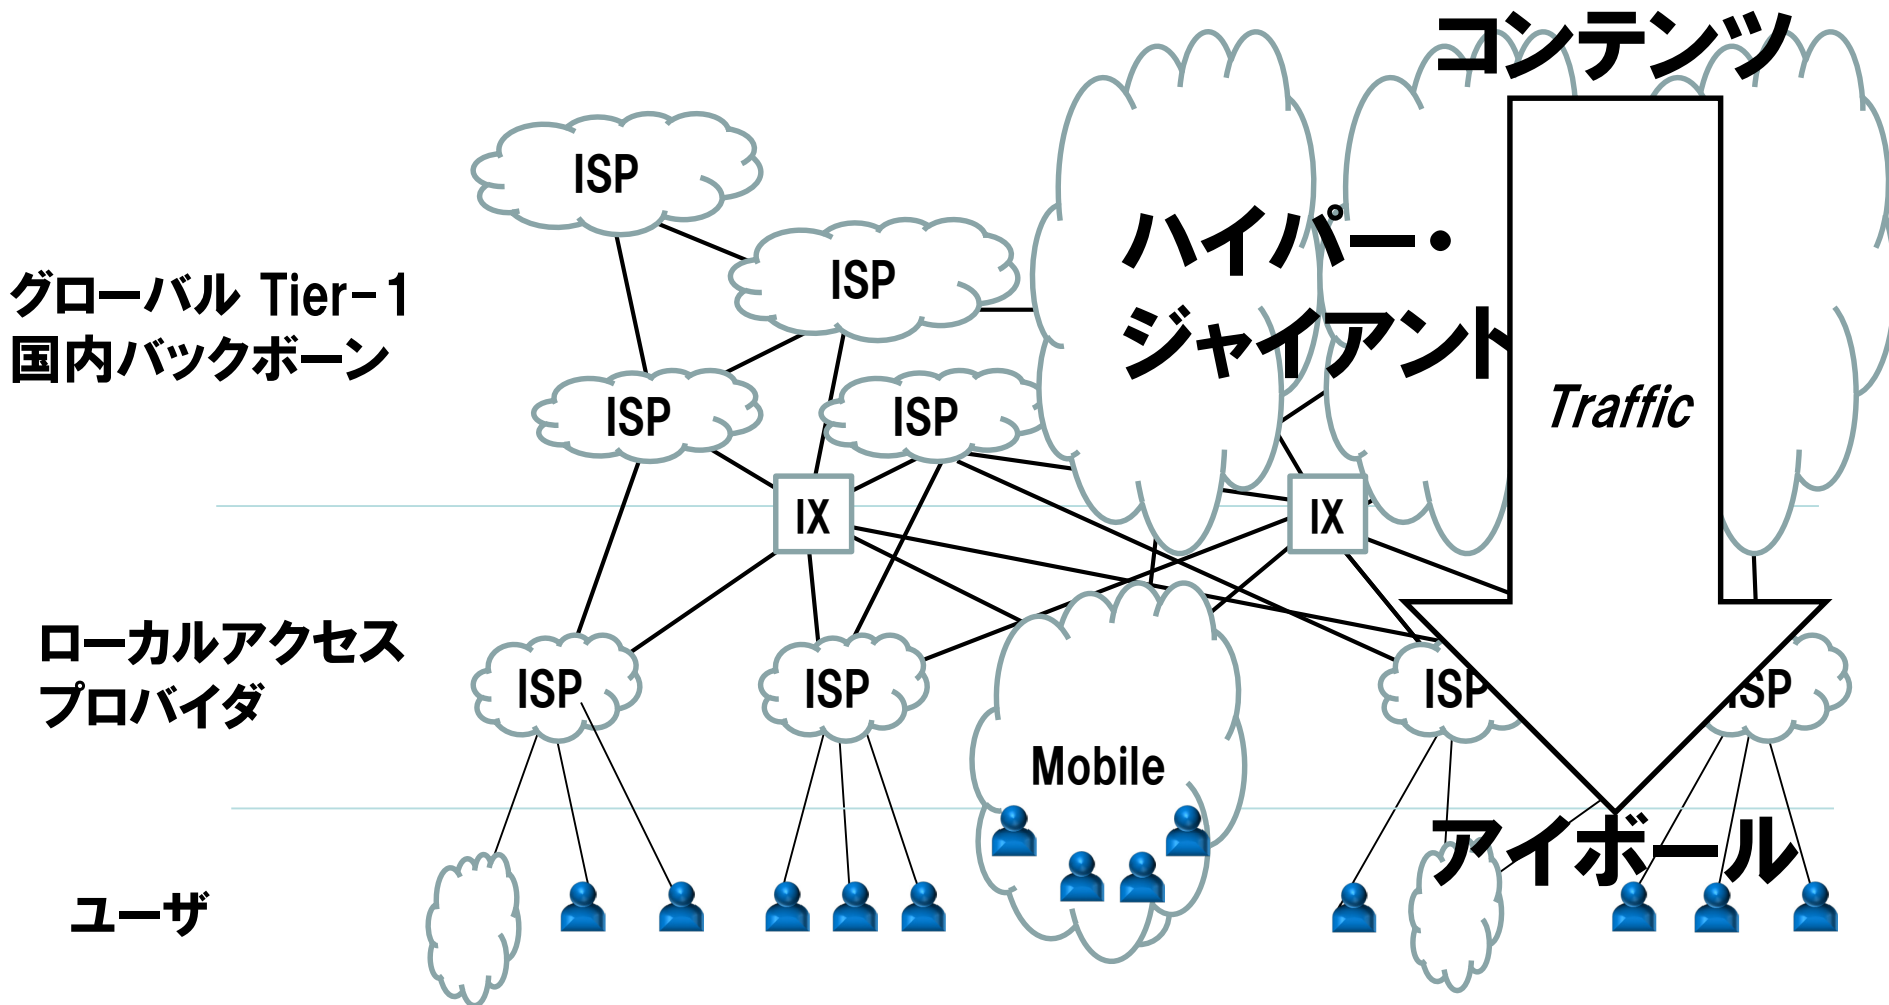 コンテンツ
ISP
ISP
ハイパー・
ジャイアント
グローバル Tier-1
国内バックボーン
ISP
ISP
Traffic
IX
IX
ローカルアクセス
プロバイダ
ISP
ISP
Mobile
ISP
ISP
アイボール
ユーザ